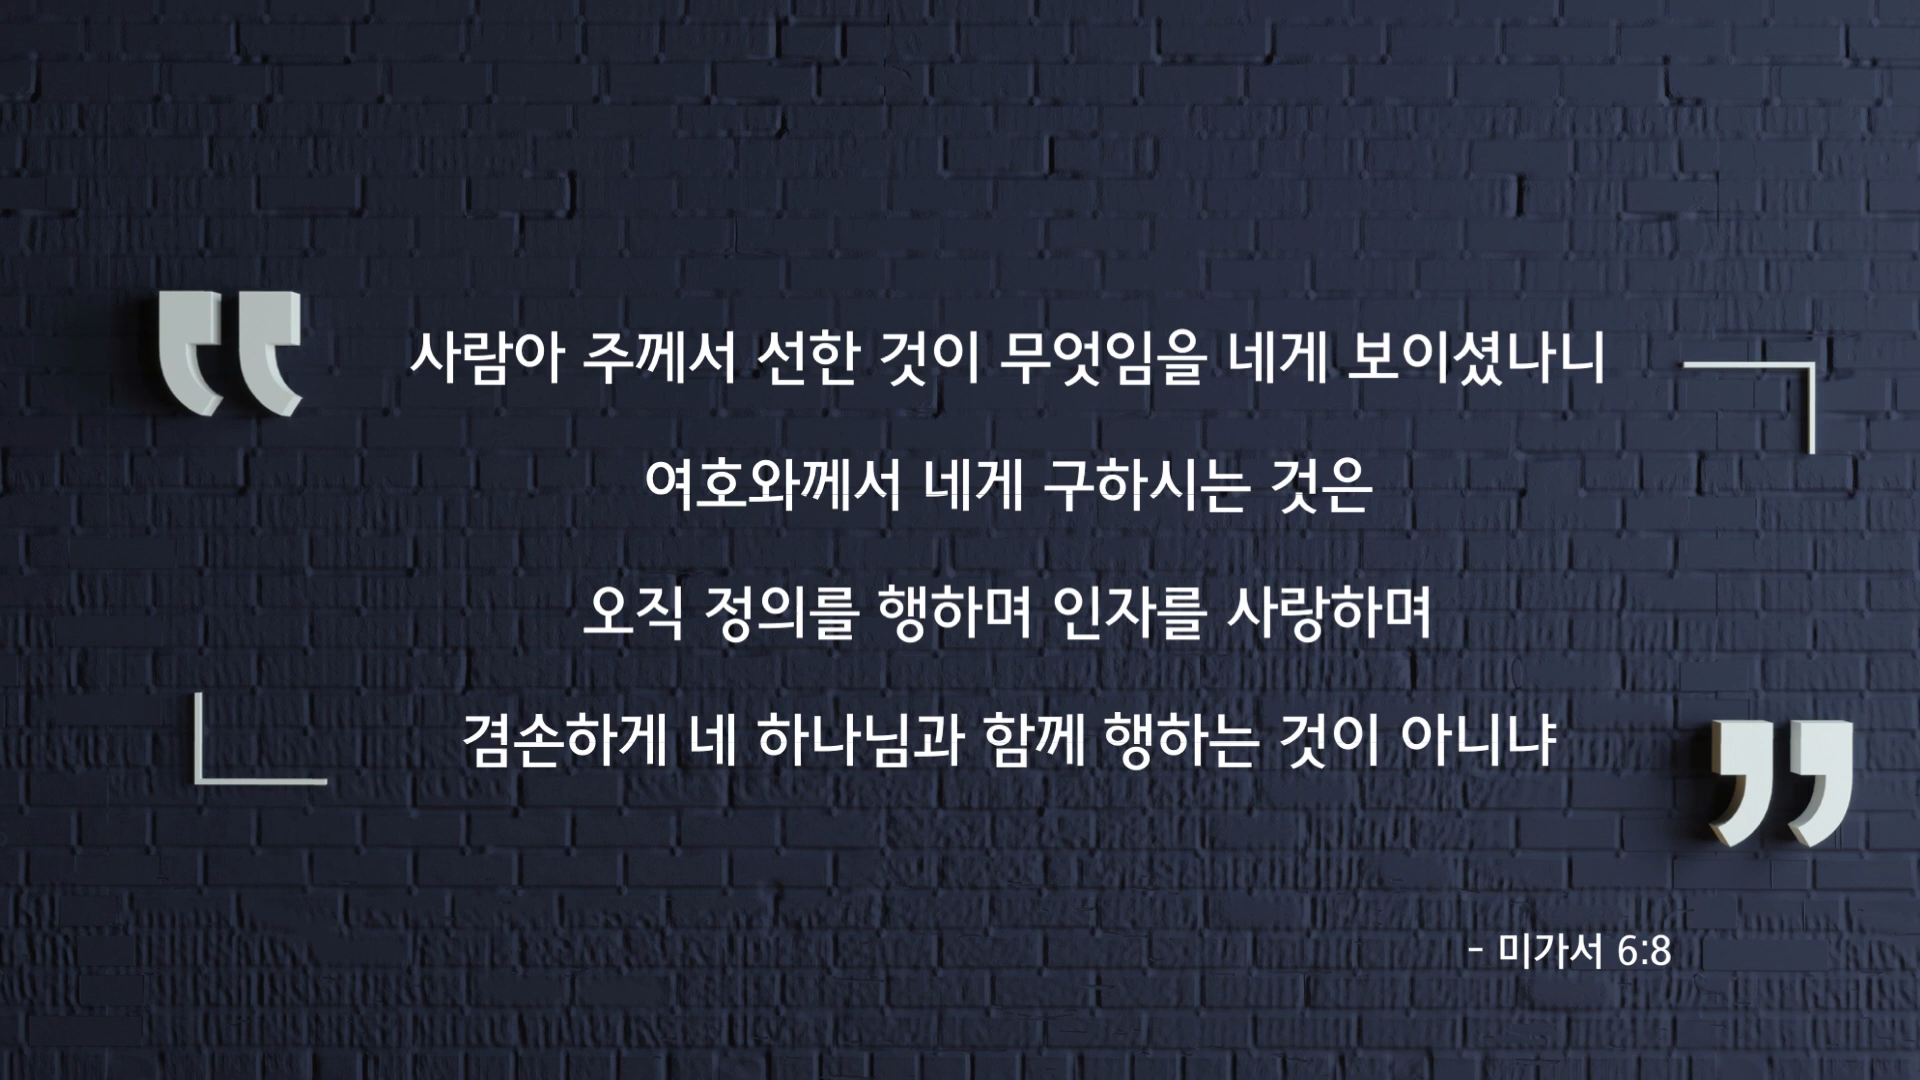 사람아 주께서 선한 것이 무엇임을 네게 보이셨나니
여호와께서 네게 구하시는 것은
오직 정의를 행하며 인자를 사랑하며
겸손하게 네 하나님과 함께 행하는 것이 아니냐
- 미가서 6:8